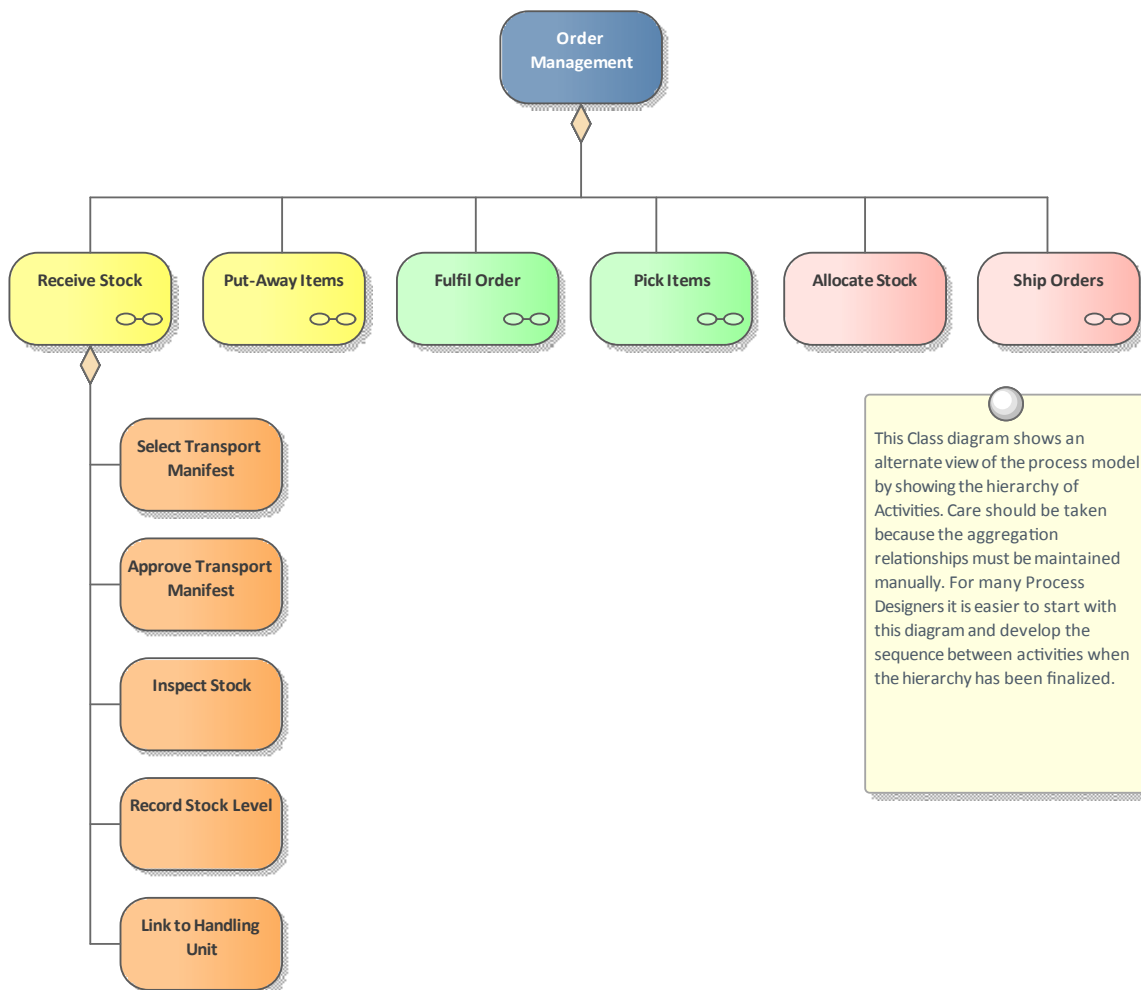 Order
Management
Receive Stock
Put-Away Items
Fulfil Order
Pick Items
Allocate Stock
Ship Orders
Select Transport
Manifest
Approve Transport
Manifest
Inspect Stock
Record Stock Level
Link to Handling
Unit
This Class diagram shows an
alternate view of the process model
by showing the hierarchy of
Activities. Care should be taken
because the aggregation
relationships must be maintained
manually. For many Process
Designers it is easier to start with
this diagram and develop the
sequence between activities when
the hierarchy has been finalized.